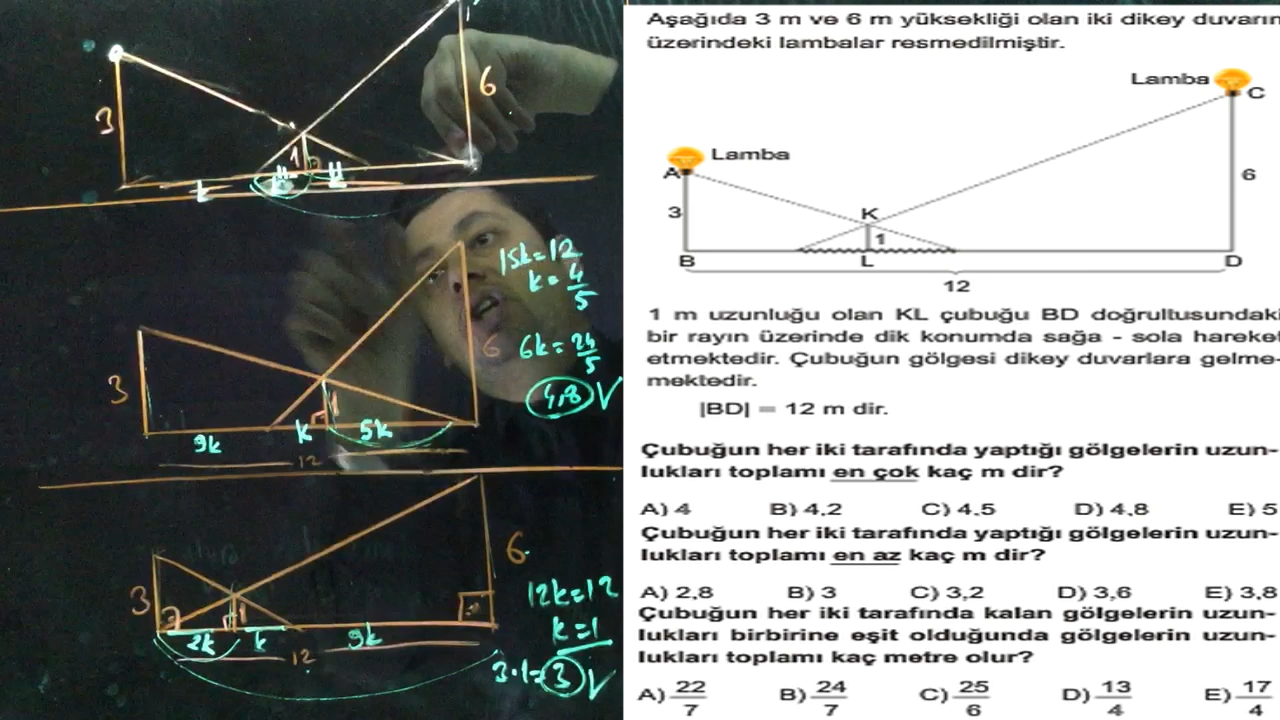 3
6
1
k
3
6
1
9k
k
5k
12
15k=12
k=4/5
6k=24/5
4,8
3
6
1
2k
k
9k
12
12k=12
k=1
3.1=3
Aşağıda 3 m ve 6 m yüksekliği olan iki dikey duvarın
üzerindeki lambalar resmedilmiştir.
Lamba
C
Lamba
A
K
3
1
6
B
L
D
12
1 m uzunluğu olan KL çubuğu BD doğrultusundaki
bir rayın üzerinde dik konumda sağa - sola hareket
etmektedir. Çubuğun gölgesi dikey duvarlara gelme-
mektedir.
|BD| = 12 m dir.
Çubuğun her iki tarafında yaptığı gölgelerin uzun-
lukları toplamı en çok kaç m dir?
A) 4 B) 4,2 C) 4,5 D) 4,8 E) 5
Çubuğun her iki tarafında yaptığı gölgelerin uzun-
lukları toplamı en az kaç m dir?
A) 2,8 B) 3 C) 3,2 D) 3,6 E) 3,8
Çubuğun her iki tarafında kalan gölgelerin uzun-
lukları birbirine eşit olduğunda gölgelerin uzun-
lukları toplamı kaç metre olur?
A) 22/7 B) 24/7 C) 25/6 D) 13/4 E) 17/4